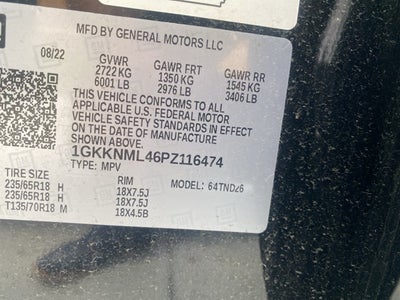 MFD BY GENERAL MOTORS LLC
08/22 GVWR GAWR FRT GAWR RR
2722 KG 1350 KG 1545 KG
6001 LB 2976 LB 3406 LB
THIS VEHICLE CONFORMS TO ALL
APPLICABLE U.S. FEDERAL MOTOR
VEHICLE SAFETY STANDARDS IN EFFECT
ON THE DATE OF MANUFACTURE
SHOWN ABOVE.
1GKKNML46PZ116474
TYPE: MPV MODEL: 64TND26
TIRE SIZE RIM
235/65R18 H 18X7.5J
235/65R18 H 18X7.5J
T135/70R18 M 18X4.5B